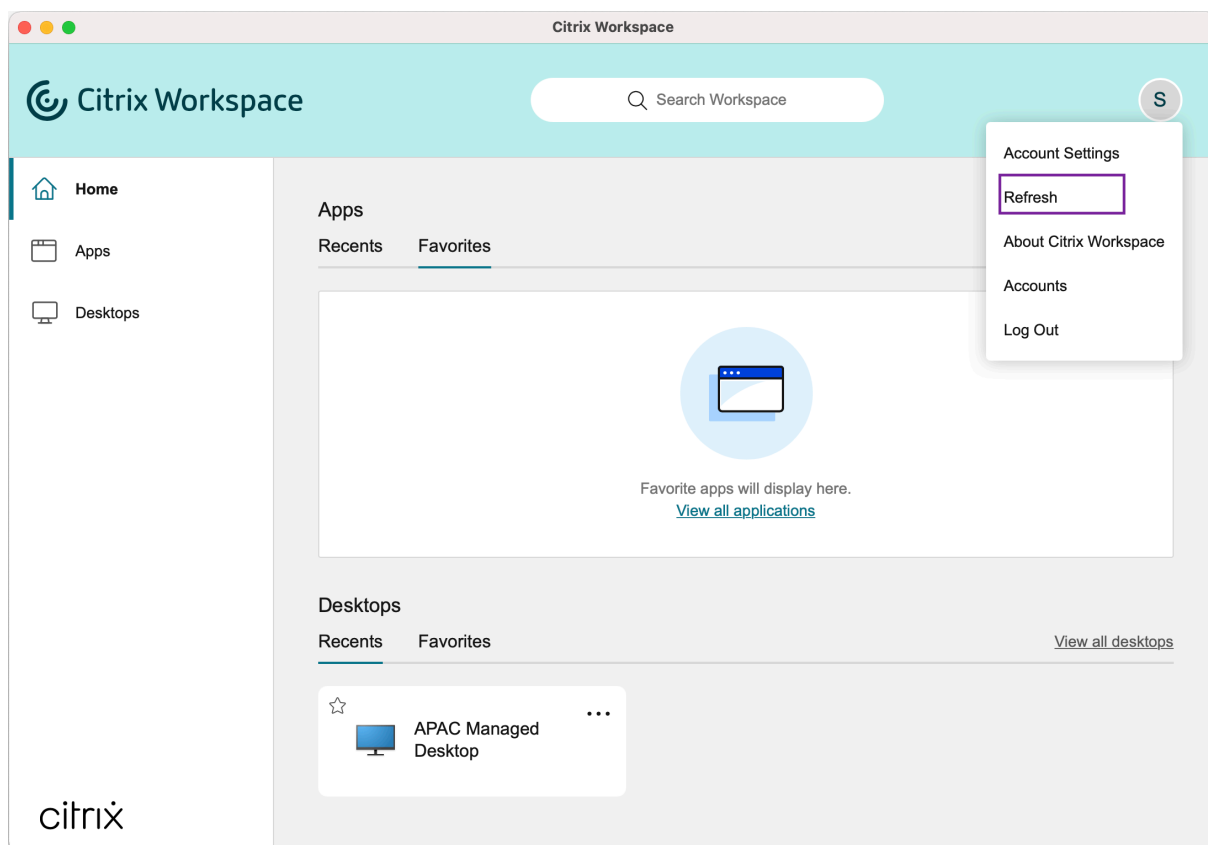 Citrix Workspace
Citrix Workspace
Search Workspace
S
Account Settings
Refresh
About Citrix Workspace
Accounts
Log Out
Home
Apps
Desktops
Apps
Recents Favorites
Favorite apps will display here.
View all applications
Desktops
Recents Favorites
View all desktops
APAC Managed
Desktop
citrix